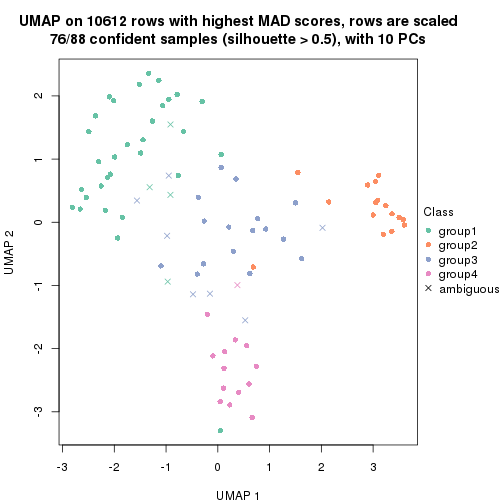 UMAP on 10612 rows with highest MAD scores, rows are scaled
76/88 confident samples (silhouette > 0.5), with 10 PCs
UMAP 2
2
1
0
-1
-2
-3
-3
-2
-1
0
1
2
3
UMAP 1
Class
group1
group2
group3
group4
ambiguous